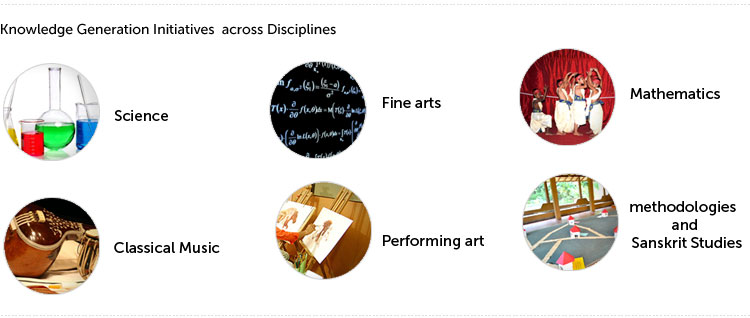 Knowledge Generation Initiatives across Disciplines
Science
Fine arts
Mathematics
Classical Music
Performing art
methodologies
and
Sanskrit Studies